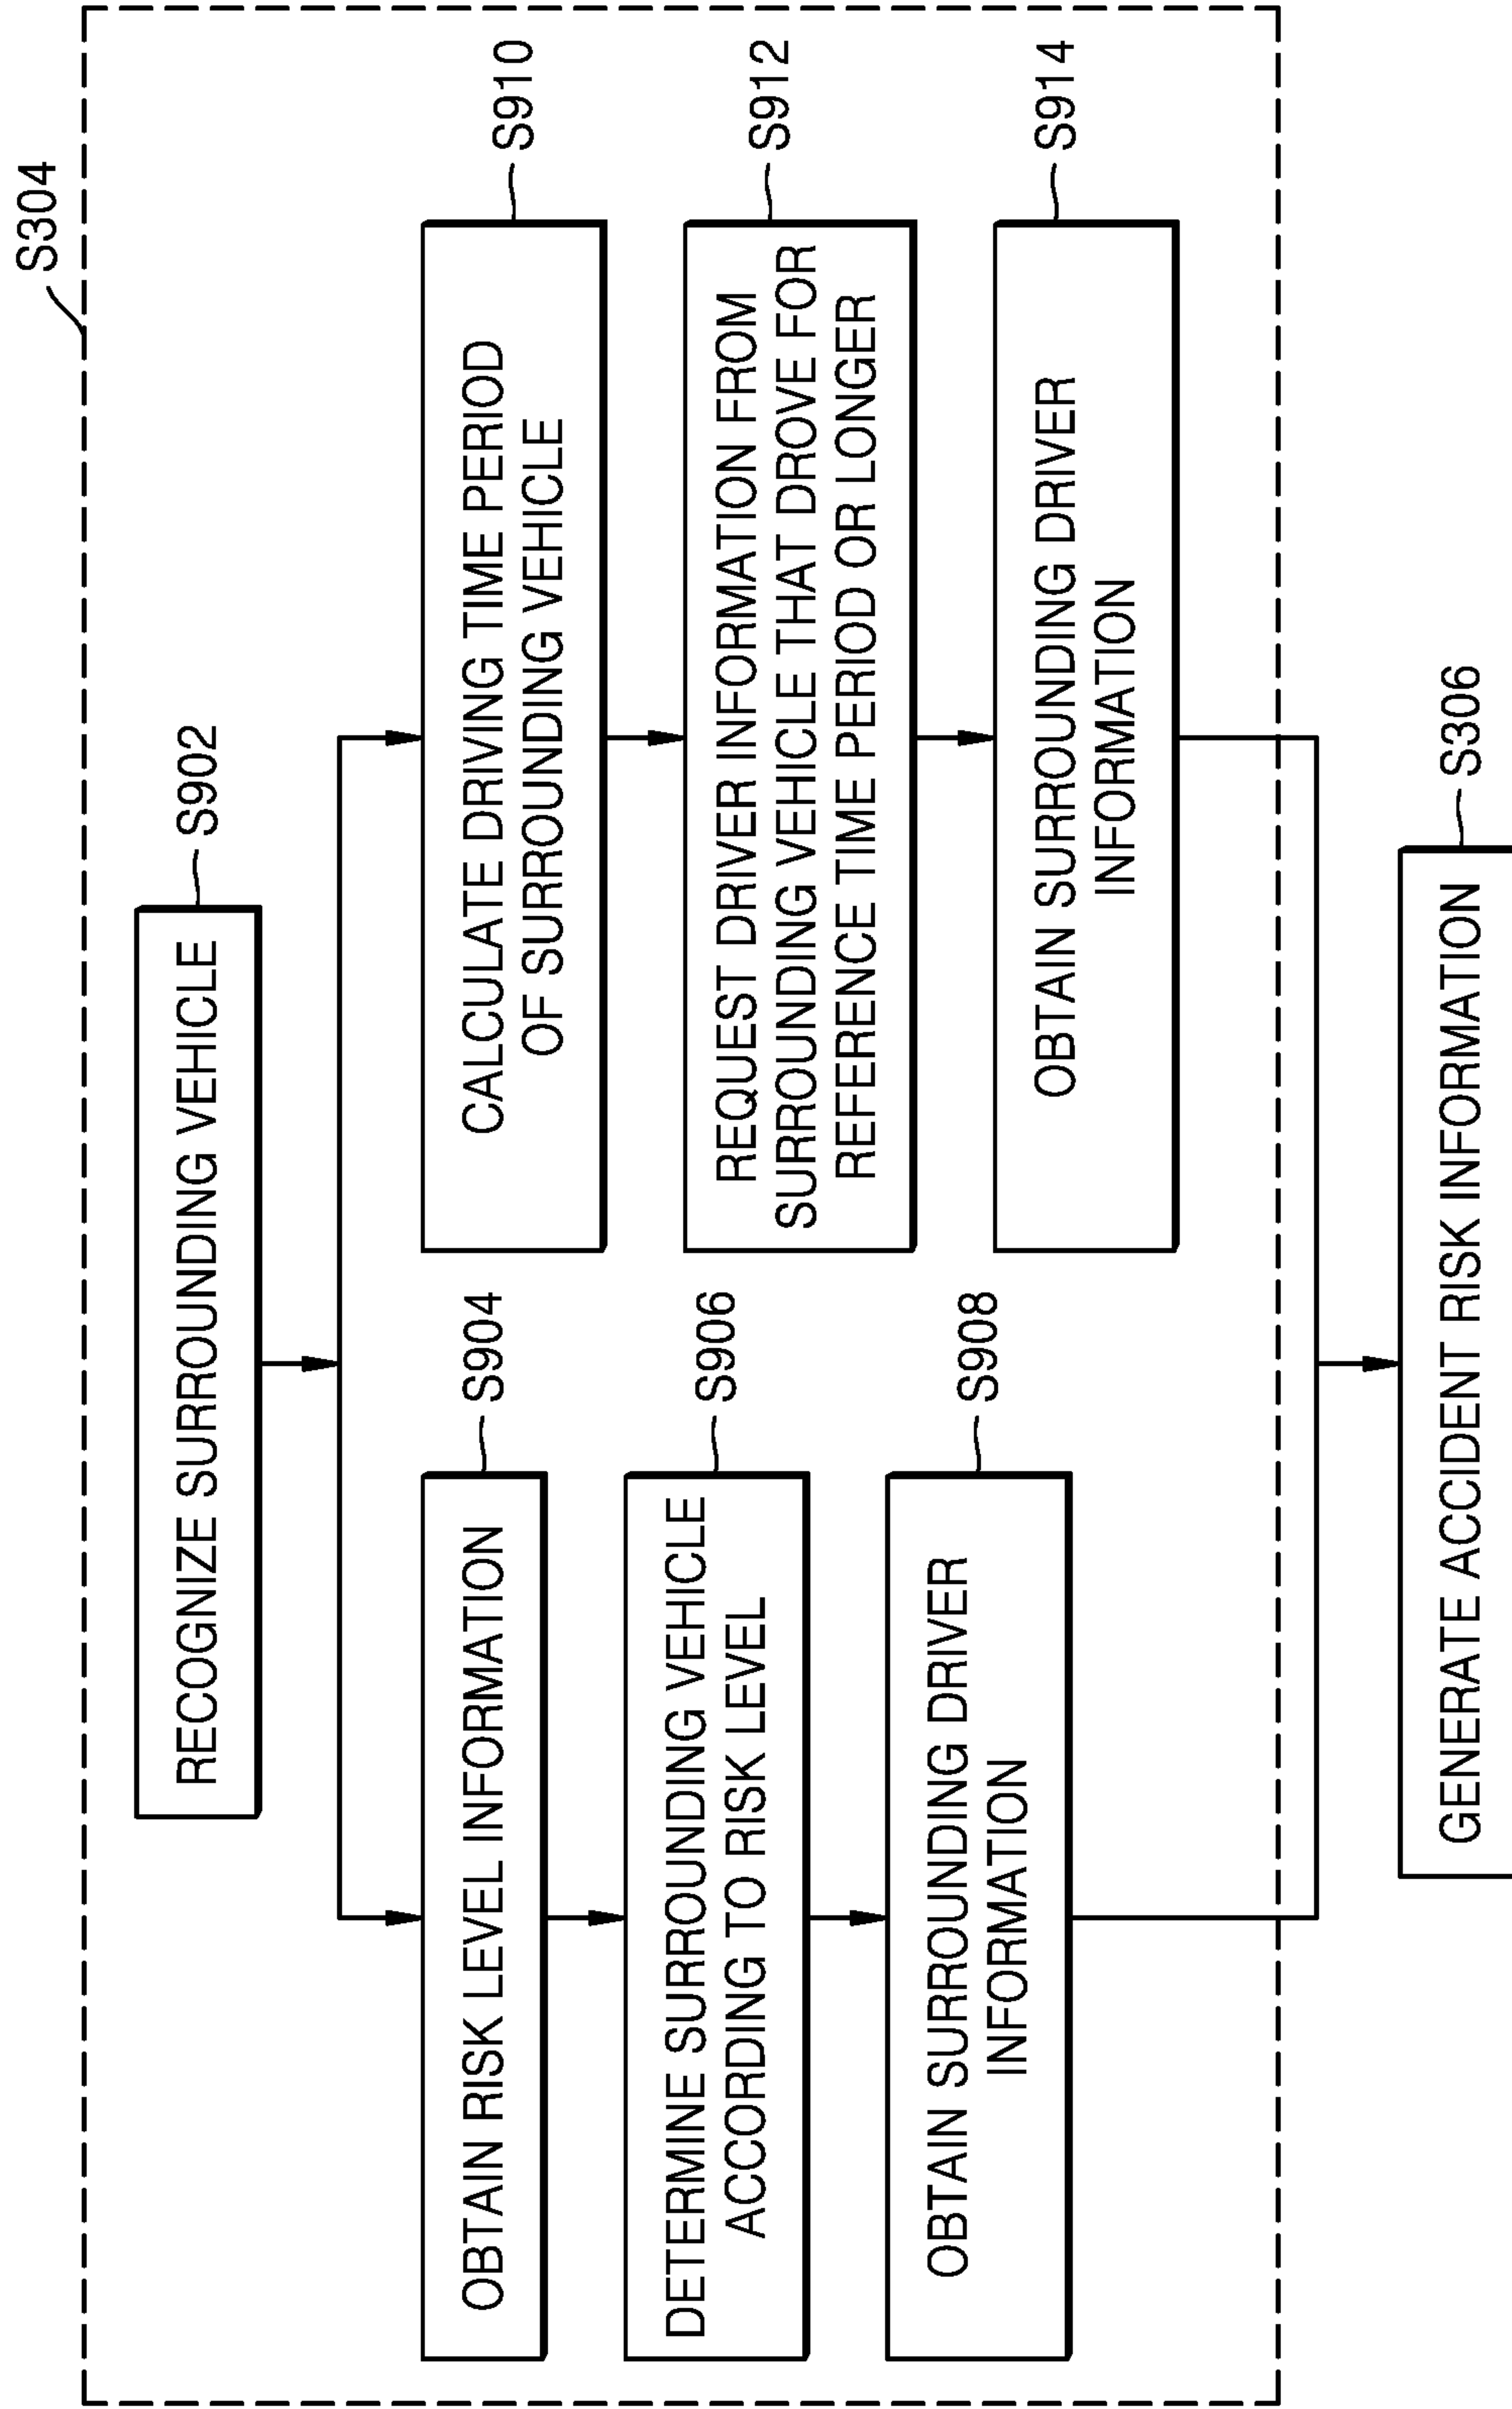 S304
RECOGNIZE SURROUNDING VEHICLE
S902
OBTAIN RISK LEVEL INFORMATION
S904
DETERMINE SURROUNDING VEHICLE
ACCORDING TO RISK LEVEL
S906
OBTAIN SURROUNDING DRIVER
INFORMATION
S908
CALCULATE DRIVING TIME PERIOD
OF SURROUNDING VEHICLE
S910
REQUEST DRIVER INFORMATION FROM
SURROUNDING VEHICLE THAT DROVE FOR
REFERENCE TIME PERIOD OR LONGER
S912
OBTAIN SURROUNDING DRIVER
INFORMATION
S914
GENERATE ACCIDENT RISK INFORMATION
S306